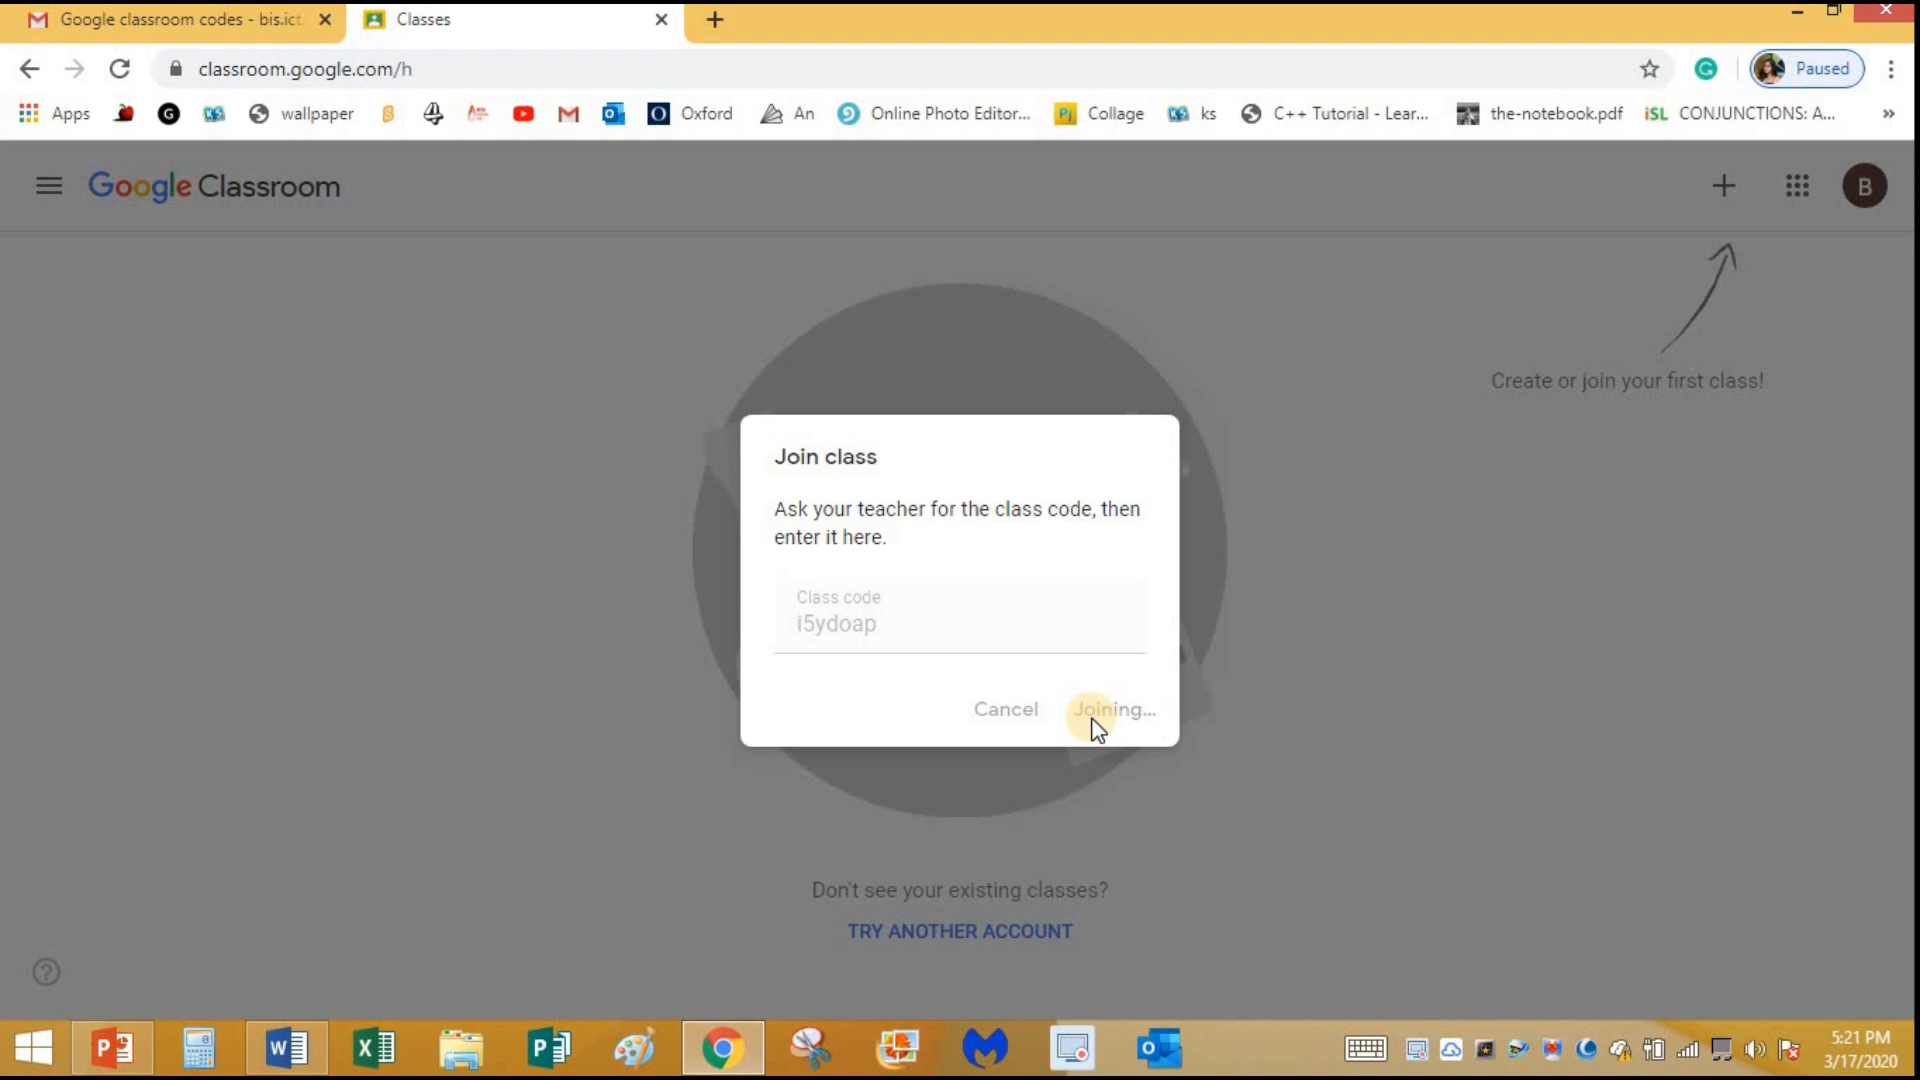 Google classroom codes - bis.ict
Classes
classroom.google.com/h
Paused
Apps
wallpaper
Oxford
An
Online Photo Editor...
Collage
ks
C++ Tutorial - Lear...
the-notebook.pdf
iSL CONJUNCTIONS: A...
»
Google Classroom
B
Create or join your first class!
Join class
Ask your teacher for the class code, then
enter it here.
Class code
i5ydoap
Cancel
Joining...
Don't see your existing classes?
TRY ANOTHER ACCOUNT
5:21 PM
3/17/2020